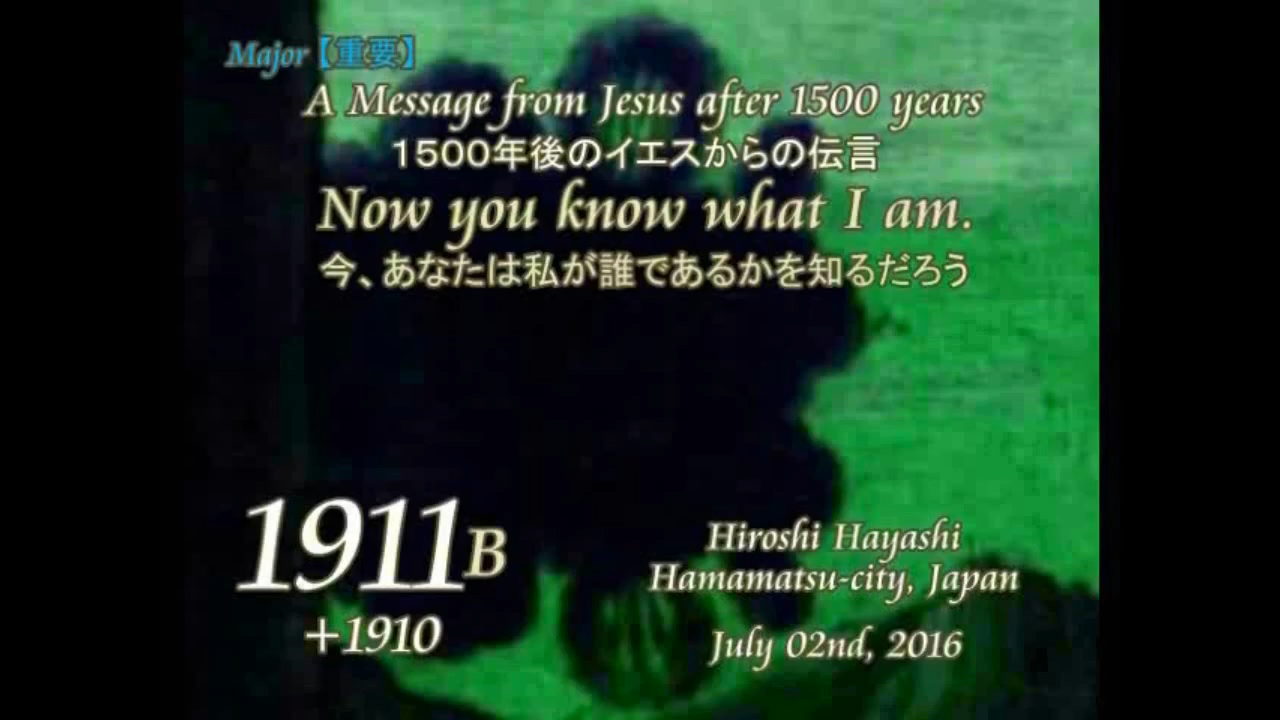 Major【重要】
A Message from Jesus after 1500 years
１５００年後のイエスからの伝言
Now you know what I am.
今、あなたは私が誰であるかを知るだろう
1911B
+1910
Hiroshi Hayashi
Hamamatsu-city, Japan
July 02nd, 2016